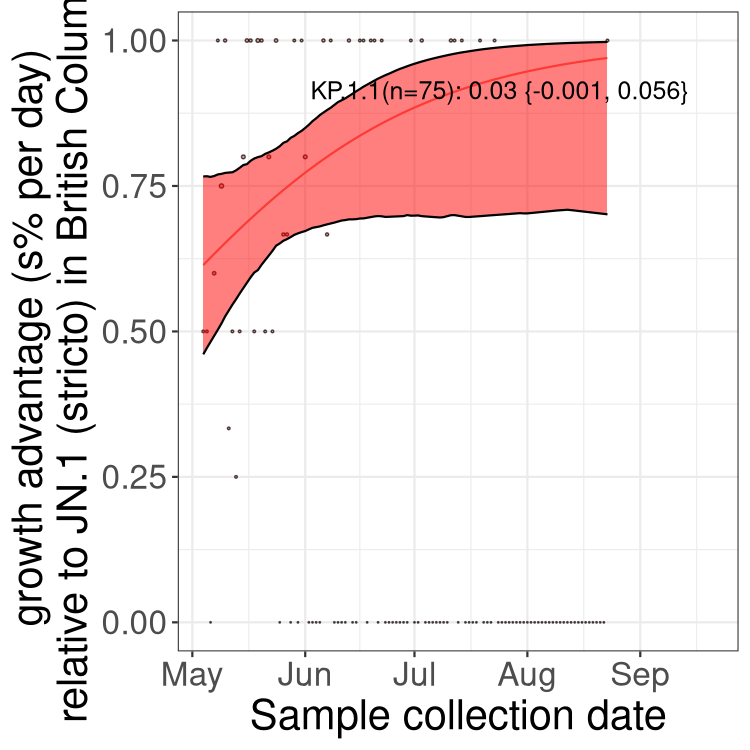 growth advantage (s% per day)
relative to JN.1 (stricto) in British Colum
1.00
0.75
0.50
0.25
0.00
KP.1.1(n=75): 0.03 {-0.001, 0.056}
May Jun Jul Aug Sep
Sample collection date